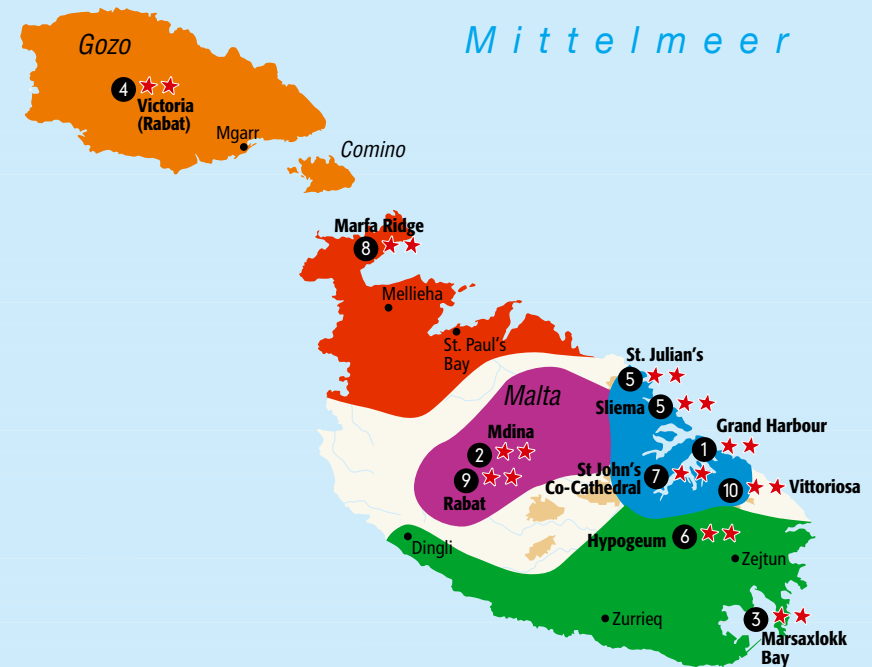 Mittelmeer
Gozo
4
Victoria
(Rabat)
Mgarr
Comino
Marfa Ridge
8
Mellieha
St. Paul's
Bay
St. Julian's
5
Malta
Sliema 5
Grand Harbour
1
Mdina
2
9
Rabat
St John's
Co-Cathedral
7
10 Vittoriosa
Hypogeum 6
Dingli
Zejtun
Zurrieq
3
Marsaxlokk
Bay